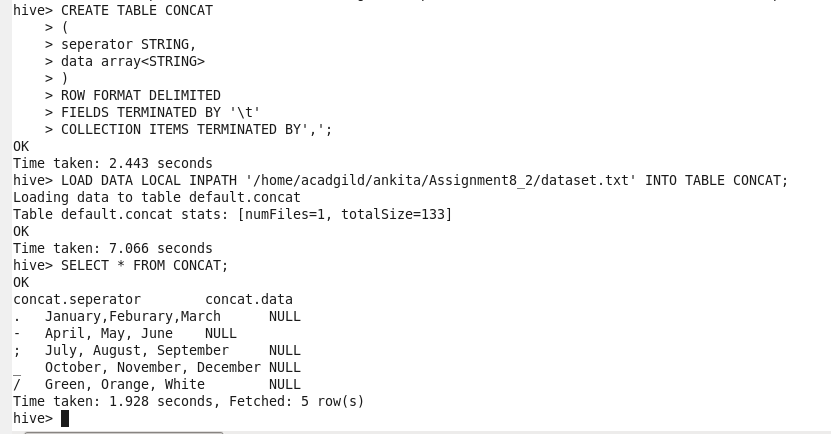 hive> CREATE TABLE CONCAT
    > (
    > seperator STRING,
    > data array<STRING>
    > )
    > ROW FORMAT DELIMITED
    > FIELDS TERMINATED BY '\t'
    > COLLECTION ITEMS TERMINATED BY',';
OK
Time taken: 2.443 seconds
hive> LOAD DATA LOCAL INPATH '/home/acadgild/ankita/Assignment8_2/dataset.txt' INTO TABLE CONCAT;
Loading data to table default.concat
Table default.concat stats: [numFiles=1, totalSize=133]
OK
Time taken: 7.066 seconds
hive> SELECT * FROM CONCAT;
OK
concat.seperator        concat.data
.   January,Feburary,March      NULL
-   April, May, June    NULL
;   July, August, September     NULL
_   October, November, December NULL
/   Green, Orange, White        NULL
Time taken: 1.928 seconds, Fetched: 5 row(s)
hive>